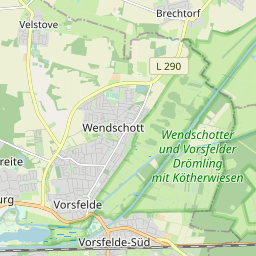 Brechtorf
Velstove
L 290
Wendschott
Wendschotter
und Vorsfelder
Drömling
mit Kötherwiesen
reite
Vorsfelde
urg
Vorsfelde-Süd